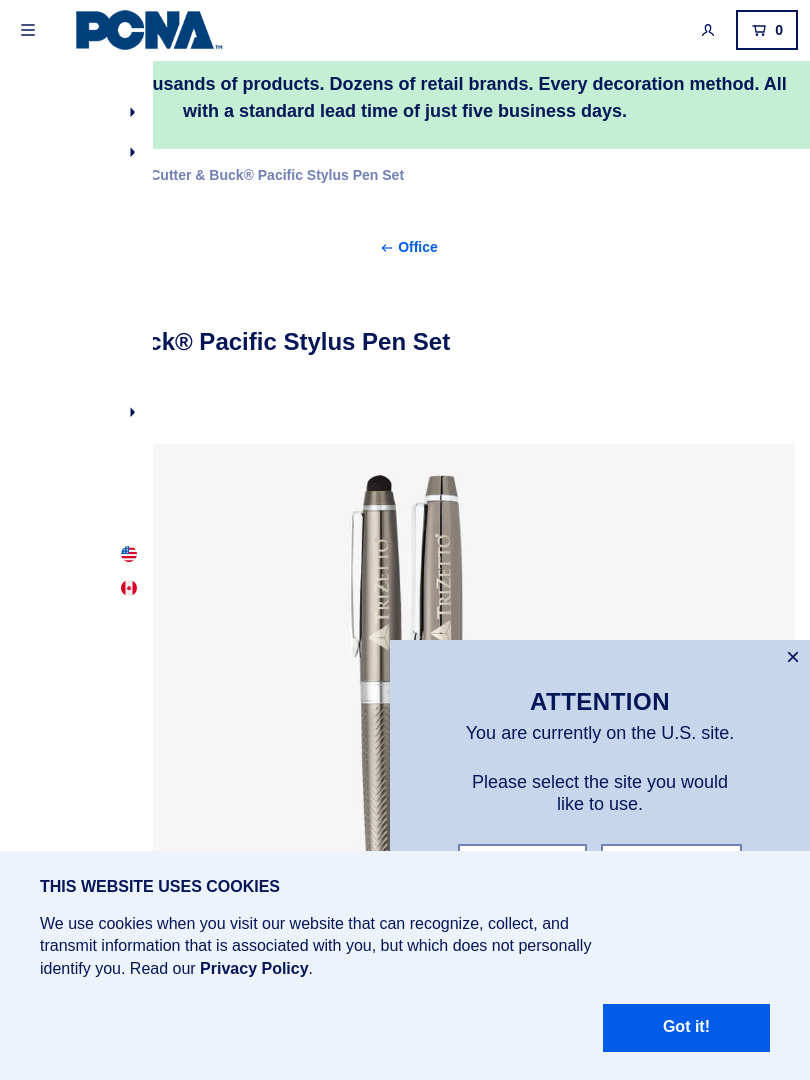 PCNA™
0
usands of products. Dozens of retail brands. Every decoration method. All
with a standard lead time of just five business days.
Cutter & Buck® Pacific Stylus Pen Set
Office
ck® Pacific Stylus Pen Set
TRIZETTO®
TRIZETTO®
ATTENTION
You are currently on the U.S. site.
Please select the site you would
like to use.
THIS WEBSITE USES COOKIES
We use cookies when you visit our website that can recognize, collect, and
transmit information that is associated with you, but which does not personally
identify you. Read our Privacy Policy.
Got it!